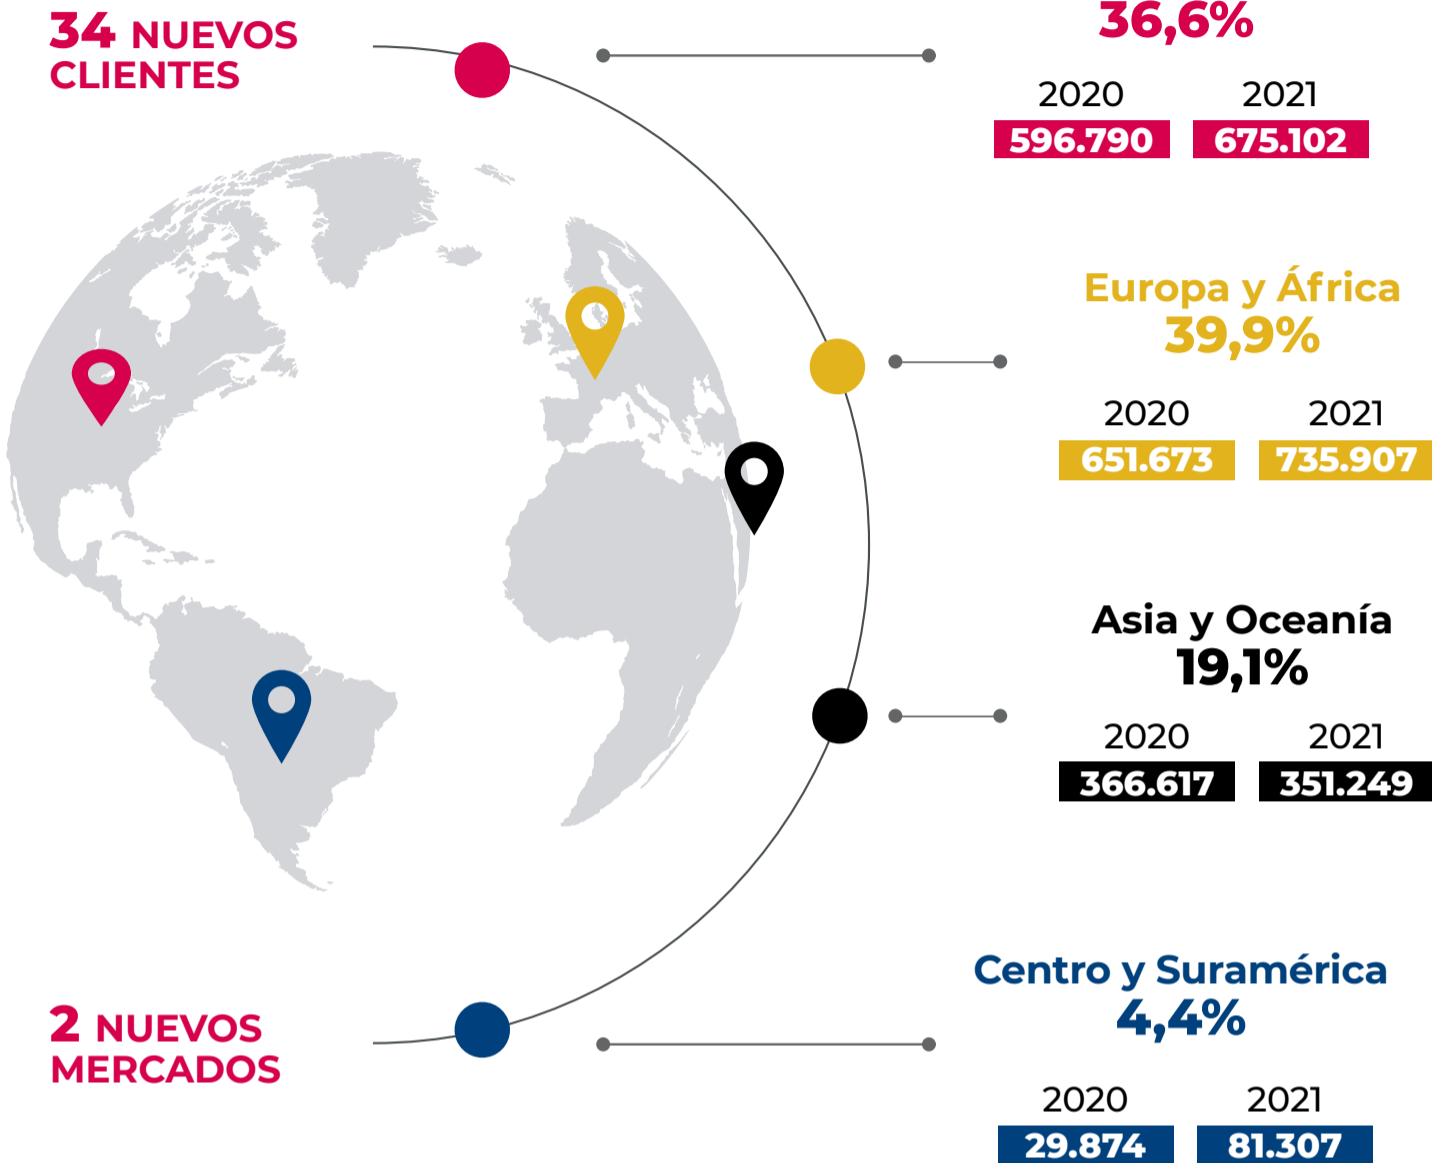 34 NUEVOS
CLIENTES
36,6%
2020 2021
596.790 675.102
Europa y África
39,9%
2020 2021
651.673 735.907
Asia y Oceanía
19,1%
2020 2021
366.617 351.249
Centro y Suramérica
4,4%
2 NUEVOS
MERCADOS
2020 2021
29.874 81.307